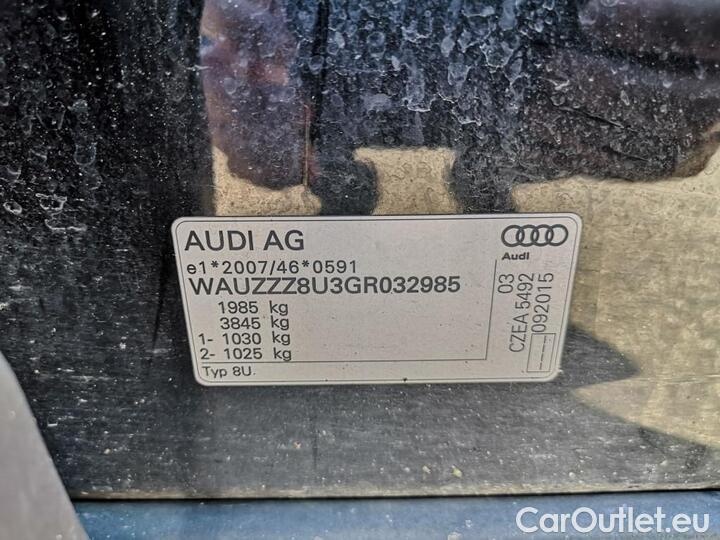 AUDI AG
Audi
e1*2007/46*0591
WAUZZZ8U3GR032985
1985 kg
3845 kg
1- 1030 kg
2- 1025 kg
Typ 8U.
03
CZEA 5492
092015
CarOutlet.eu